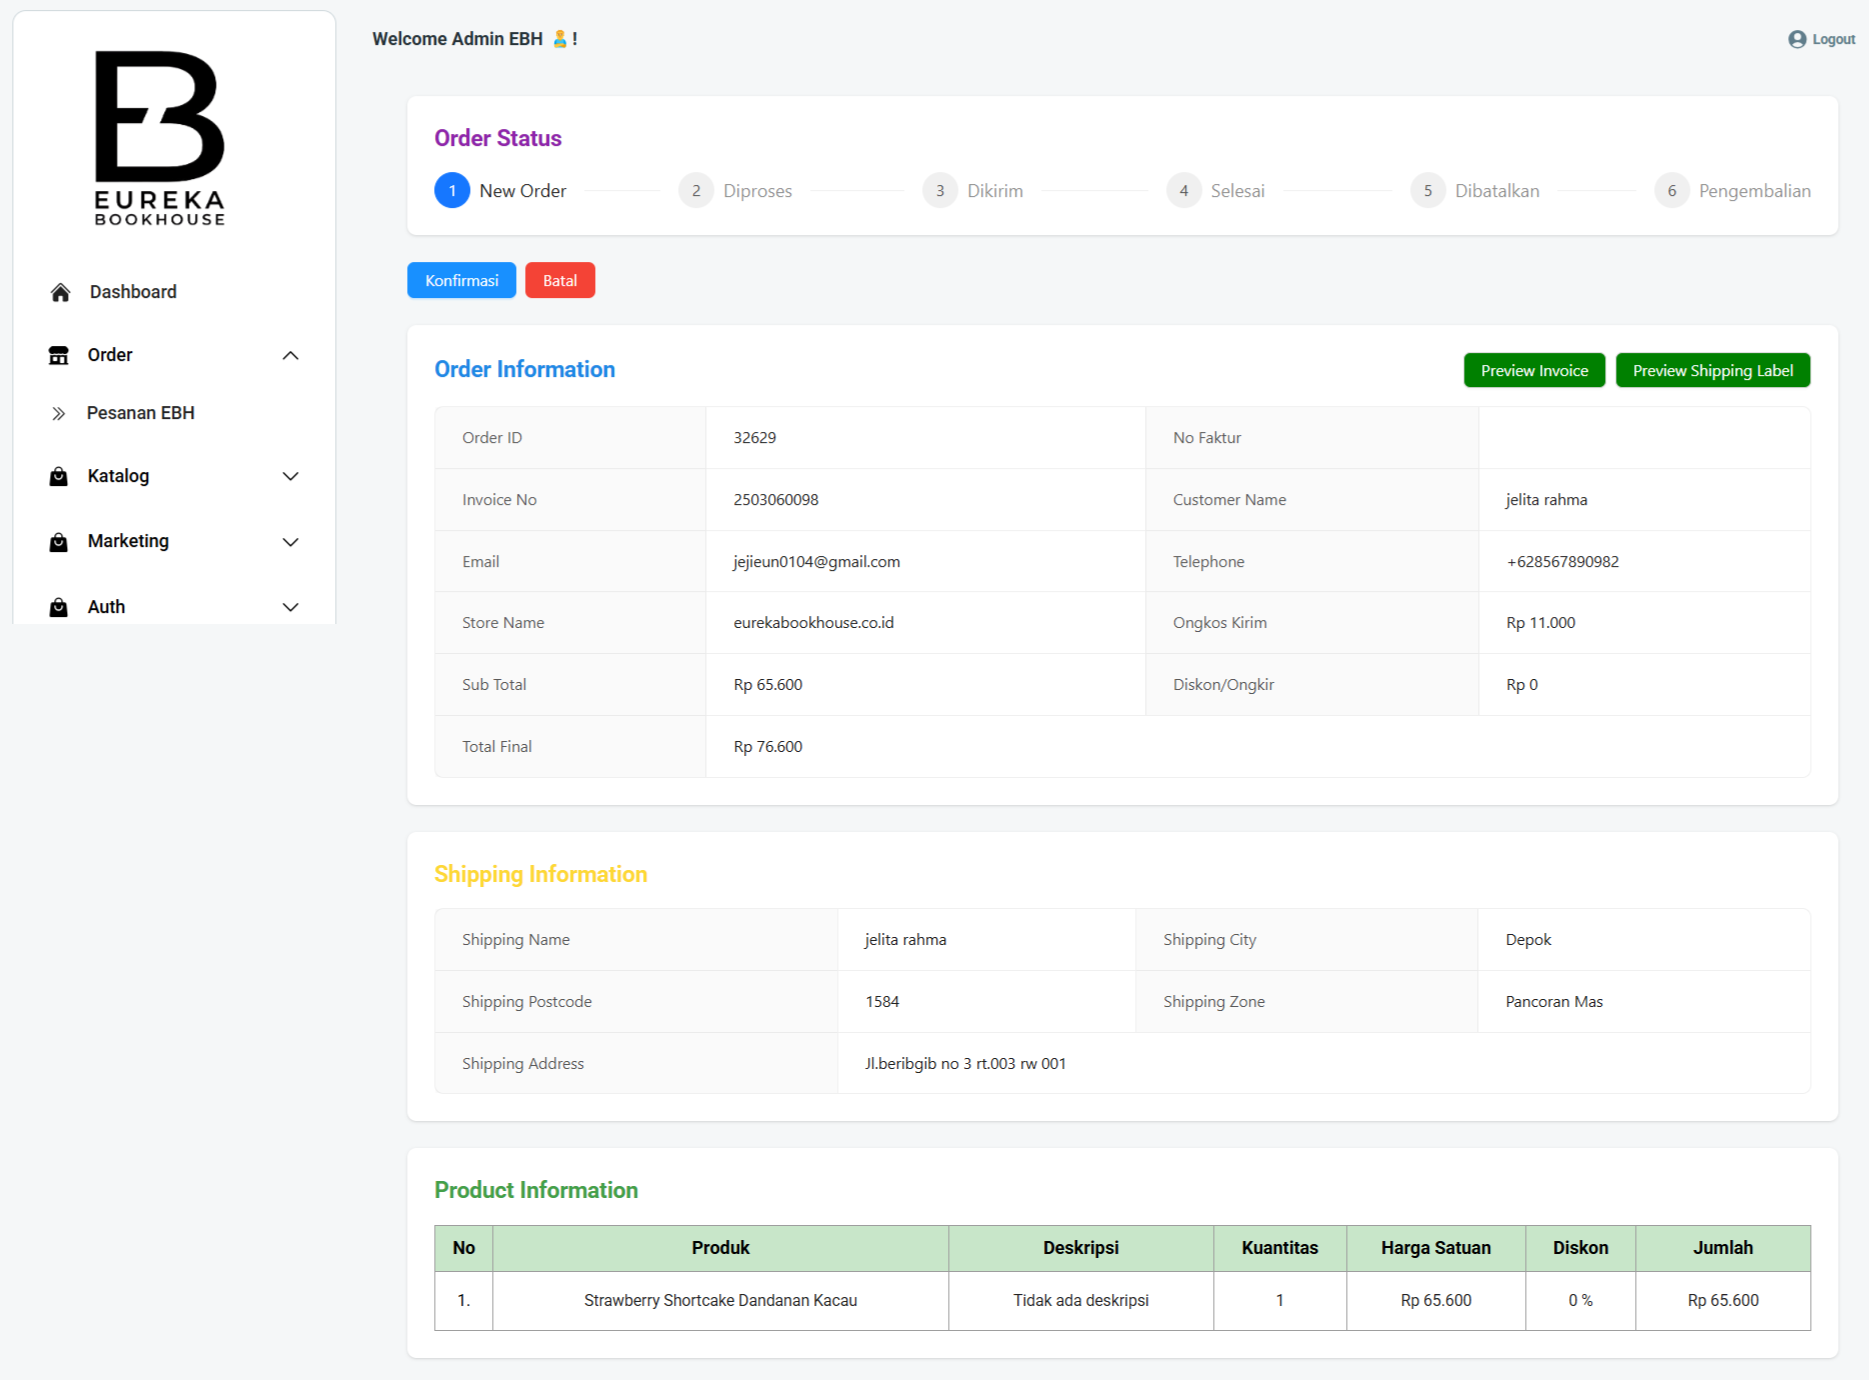 EUREKA
BOOKHOUSE
Dashboard
Order
Pesanan EBH
Katalog
Marketing
Auth
Welcome Admin EBH !
Logout
Order Status
1 New Order 2 Diproses 3 Dikirim 4 Selesai 5 Dibatalkan 6 Pengembalian
Konfirmasi Batal
Order Information Preview Invoice Preview Shipping Label
Order ID 32629 No Faktur
Invoice No 2503060098 Customer Name jelita rahma
Email jejieun0104@gmail.com Telephone +628567890982
Store Name eurekabookhouse.co.id Ongkos Kirim Rp 11.000
Sub Total Rp 65.600 Diskon/Ongkir Rp 0
Total Final Rp 76.600
Shipping Information
Shipping Name jelita rahma Shipping City Depok
Shipping Postcode 1584 Shipping Zone Pancoran Mas
Shipping Address Jl.beribgib no 3 rt.003 rw 001
Product Information
No Produk Deskripsi Kuantitas Harga Satuan Diskon Jumlah
1. Strawberry Shortcake Dandanan Kacau Tidak ada deskripsi 1 Rp 65.600 0 % Rp 65.600